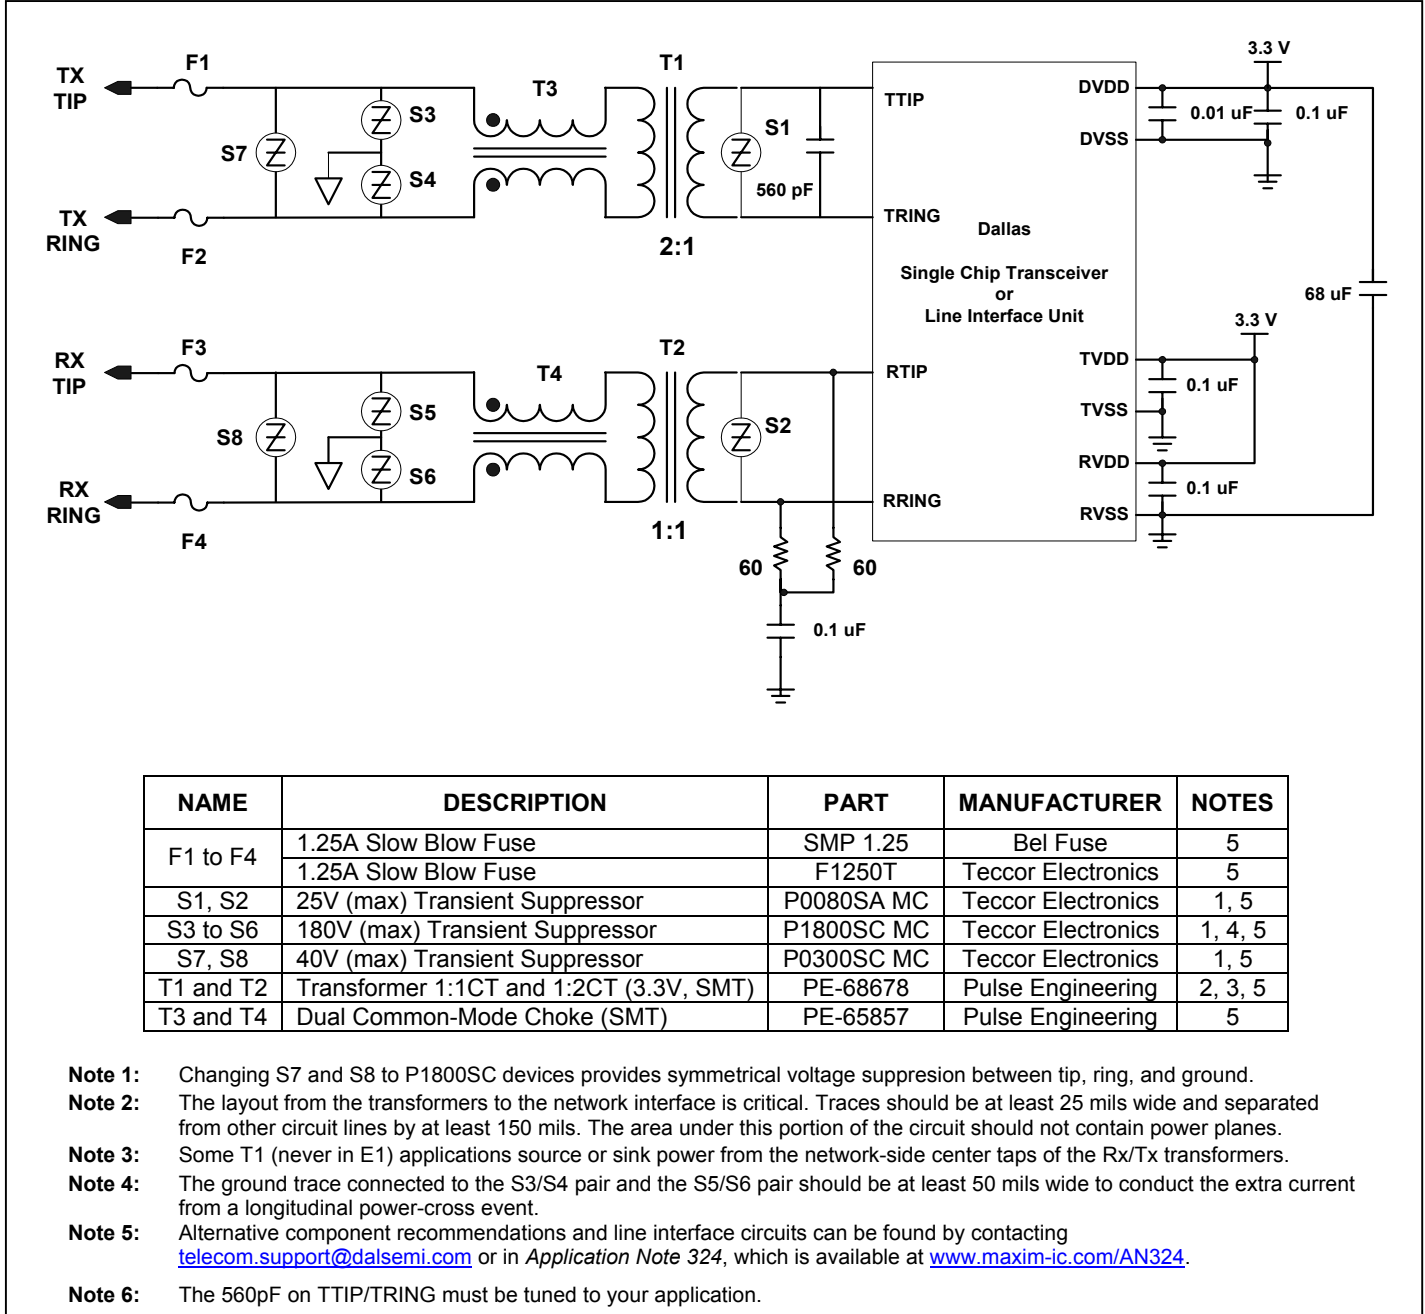 F1
TX
TIP
T3
T1
S3
S7
S4
S1
560 pF
TX
RING
F2
2:1
TTIP
TRING
Dallas
Single Chip Transceiver
or
Line Interface Unit
DVDD
DVSS
3.3 V
0.01 uF
0.1 uF
68 uF
3.3 V
TVDD
0.1 uF
TVSS
RVDD
0.1 uF
RVSS
F3
RX
TIP
T4
T2
S5
S8
S6
S2
RX
RING
F4
1:1
RTIP
RRING
60
60
0.1 uF
NAME DESCRIPTION PART MANUFACTURER NOTES
F1 to F4 1.25A Slow Blow Fuse SMP 1.25 Bel Fuse 5
1.25A Slow Blow Fuse F1250T Teccor Electronics 5
S1, S2 25V (max) Transient Suppressor P0080SA MC Teccor Electronics 1, 5
S3 to S6 180V (max) Transient Suppressor P1800SC MC Teccor Electronics 1, 4, 5
S7, S8 40V (max) Transient Suppressor P0300SC MC Teccor Electronics 1, 5
T1 and T2 Transformer 1:1CT and 1:2CT (3.3V, SMT) PE-68678 Pulse Engineering 2, 3, 5
T3 and T4 Dual Common-Mode Choke (SMT) PE-65857 Pulse Engineering 5
Note 1: Changing S7 and S8 to P1800SC devices provides symmetrical voltage suppresion between tip, ring, and ground.
Note 2: The layout from the transformers to the network interface is critical. Traces should be at least 25 mils wide and separated
from other circuit lines by at least 150 mils. The area under this portion of the circuit should not contain power planes.
Note 3: Some T1 (never in E1) applications source or sink power from the network-side center taps of the Rx/Tx transformers.
Note 4: The ground trace connected to the S3/S4 pair and the S5/S6 pair should be at least 50 mils wide to conduct the extra current
from a longitudinal power-cross event.
Note 5: Alternative component recommendations and line interface circuits can be found by contacting
telecom.support@dalsemi.com or in Application Note 324, which is available at www.maxim-ic.com/AN324.
Note 6: The 560pF on TTIP/TRING must be tuned to your application.